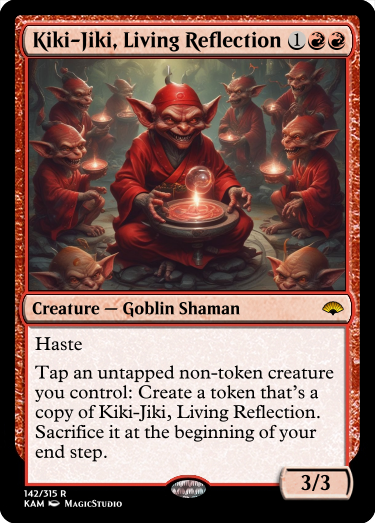 Kiki-Jiki, Living Reflection 1
Creature — Goblin Shaman
Haste
Tap an untapped non-token creature
you control: Create a token that's a
copy of Kiki-Jiki, Living Reflection.
Sacrifice it at the beginning of your
end step.
3/3
142/315 R
KAM MagicStudio